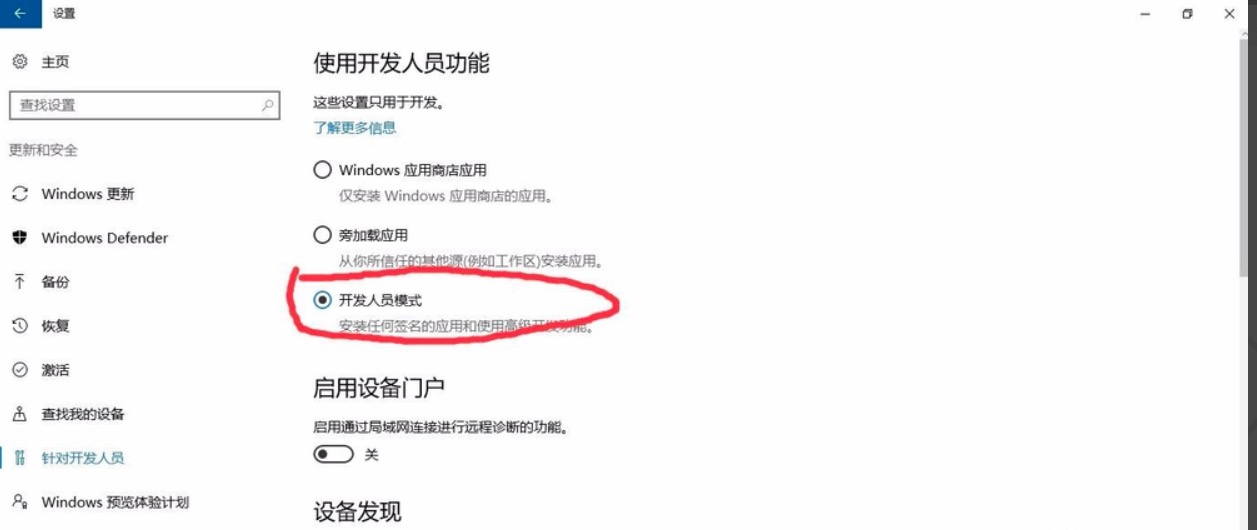 设置
主页
查找设置
更新和安全
Windows 更新
Windows Defender
备份
恢复
激活
查找我的设备
针对开发人员
Windows 预览体验计划
使用开发人员功能
这些设置只用于开发。
了解更多信息
Windows 应用商店应用
仅安装 Windows 应用商店的应用。
旁加载应用
从你所信任的其他源(例如工作区)安装应用。
开发人员模式
安装任何签名的应用和使用高级开发功能。
启用设备门户
启用通过局域网连接进行远程诊断的功能。
关
设备发现